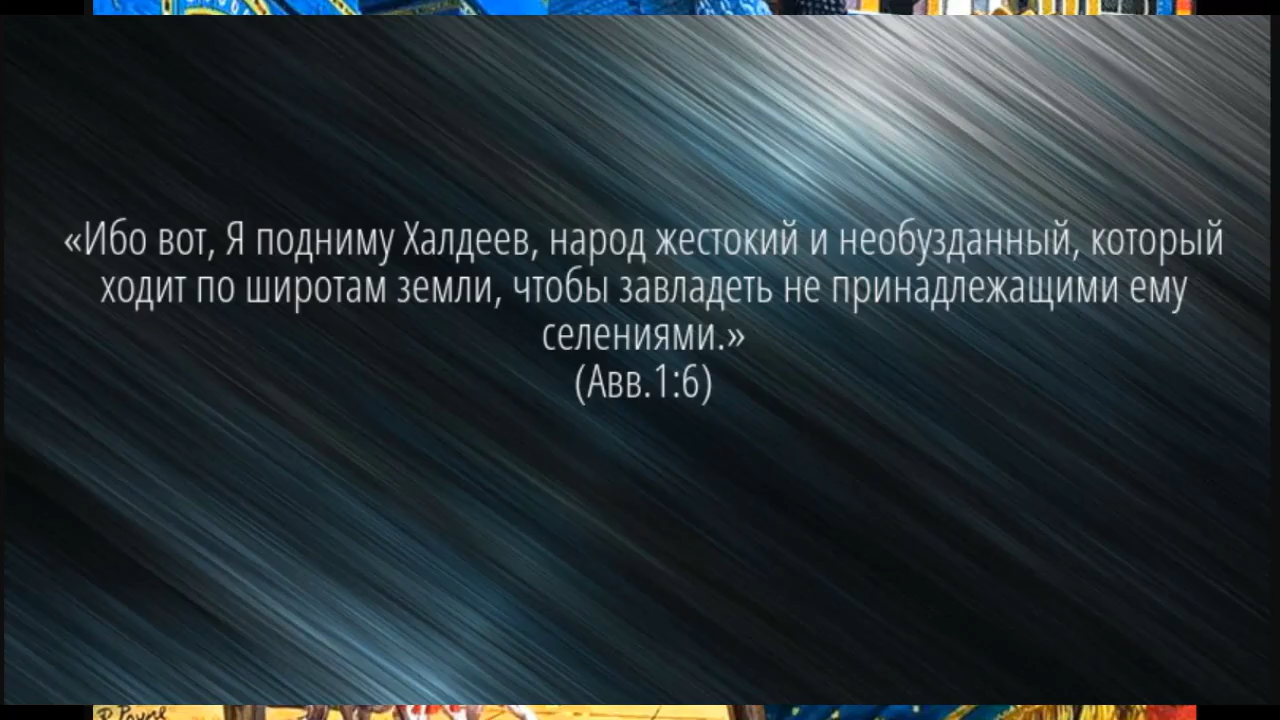 «Ибо вот, Я подниму Халдеев, народ жестокий и необузданный, который
ходит по широтам земли, чтобы завладеть не принадлежащими ему
селениями.»
(Авв.1:6)
R Payne